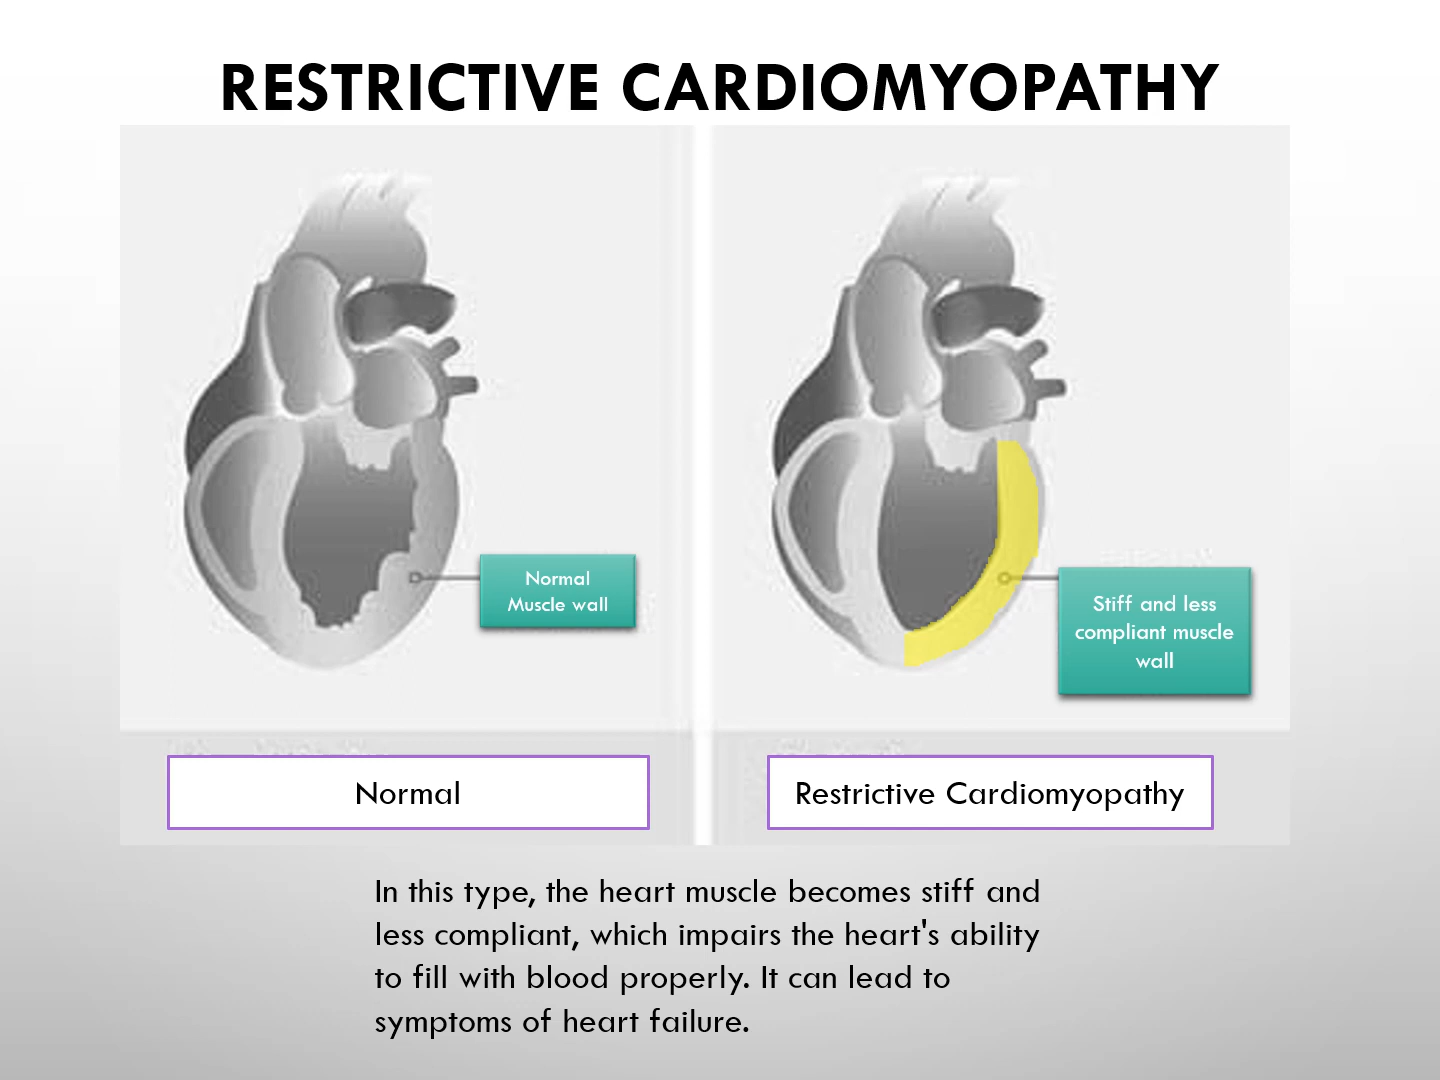 RESTRICTIVE CARDIOMYOPATHY
Normal
Muscle wall
Stiff and less
compliant muscle
wall
Normal
Restrictive Cardiomyopathy
In this type, the heart muscle becomes stiff and
less compliant, which impairs the heart's ability
to fill with blood properly. It can lead to
symptoms of heart failure.